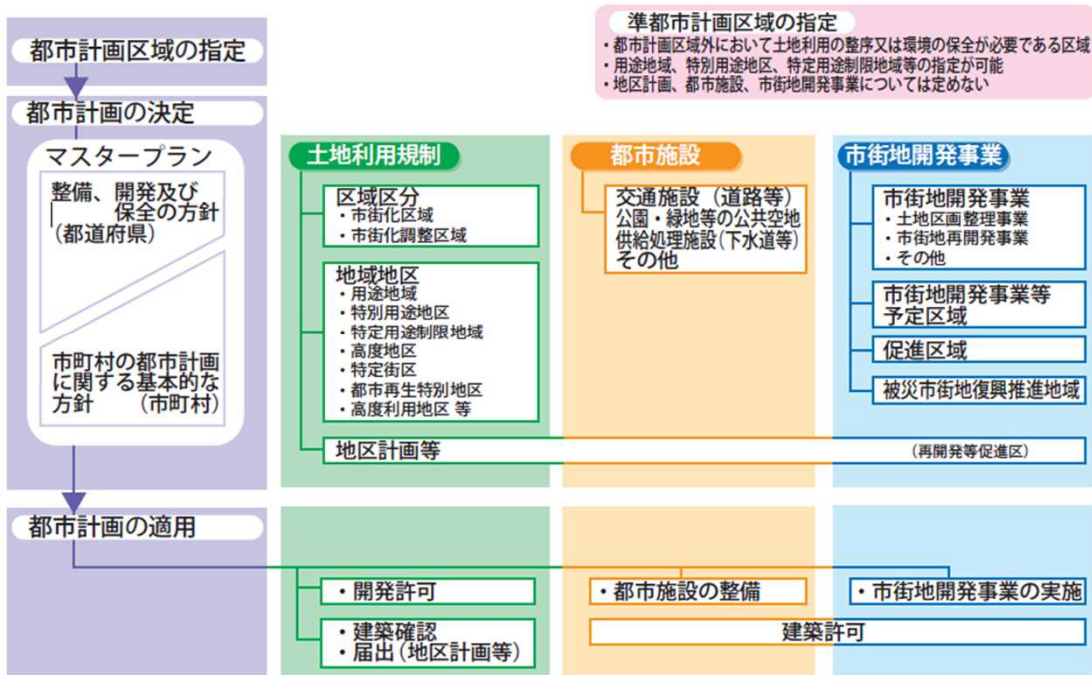 都市計画区域の指定
準都市計画区域の指定
・都市計画区域外において土地利用の整序又は環境の保全が必要である区域
・用途地域、特別用途地区、特定用途制限地域等の指定が可能
・地区計画、都市施設、市街地開発事業については定めない
都市計画の決定
マスタープラン
整備、開発及び
保全の方針
(都道府県)
市町村の都市計画
に関する基本的な
方針 (市町村)
土地利用規制
区域区分
・市街化区域
・市街化調整区域
地域地区
・用途地域
・特別用途地区
・特定用途制限地域
・高度地区
・特定街区
・都市再生特別地区
・高度利用地区 等
地区計画等
(再開発等促進区)
都市施設
交通施設 (道路等)
公園・緑地等の公共空地
供給処理施設(下水道等)
その他
市街地開発事業
市街地開発事業
・土地区画整理事業
・市街地再開発事業
・その他
市街地開発事業等
予定区域
促進区域
被災市街地復興推進地域
都市計画の適用
・開発許可
・建築確認
・届出(地区計画等)
・都市施設の整備
・市街地開発事業の実施
建築許可